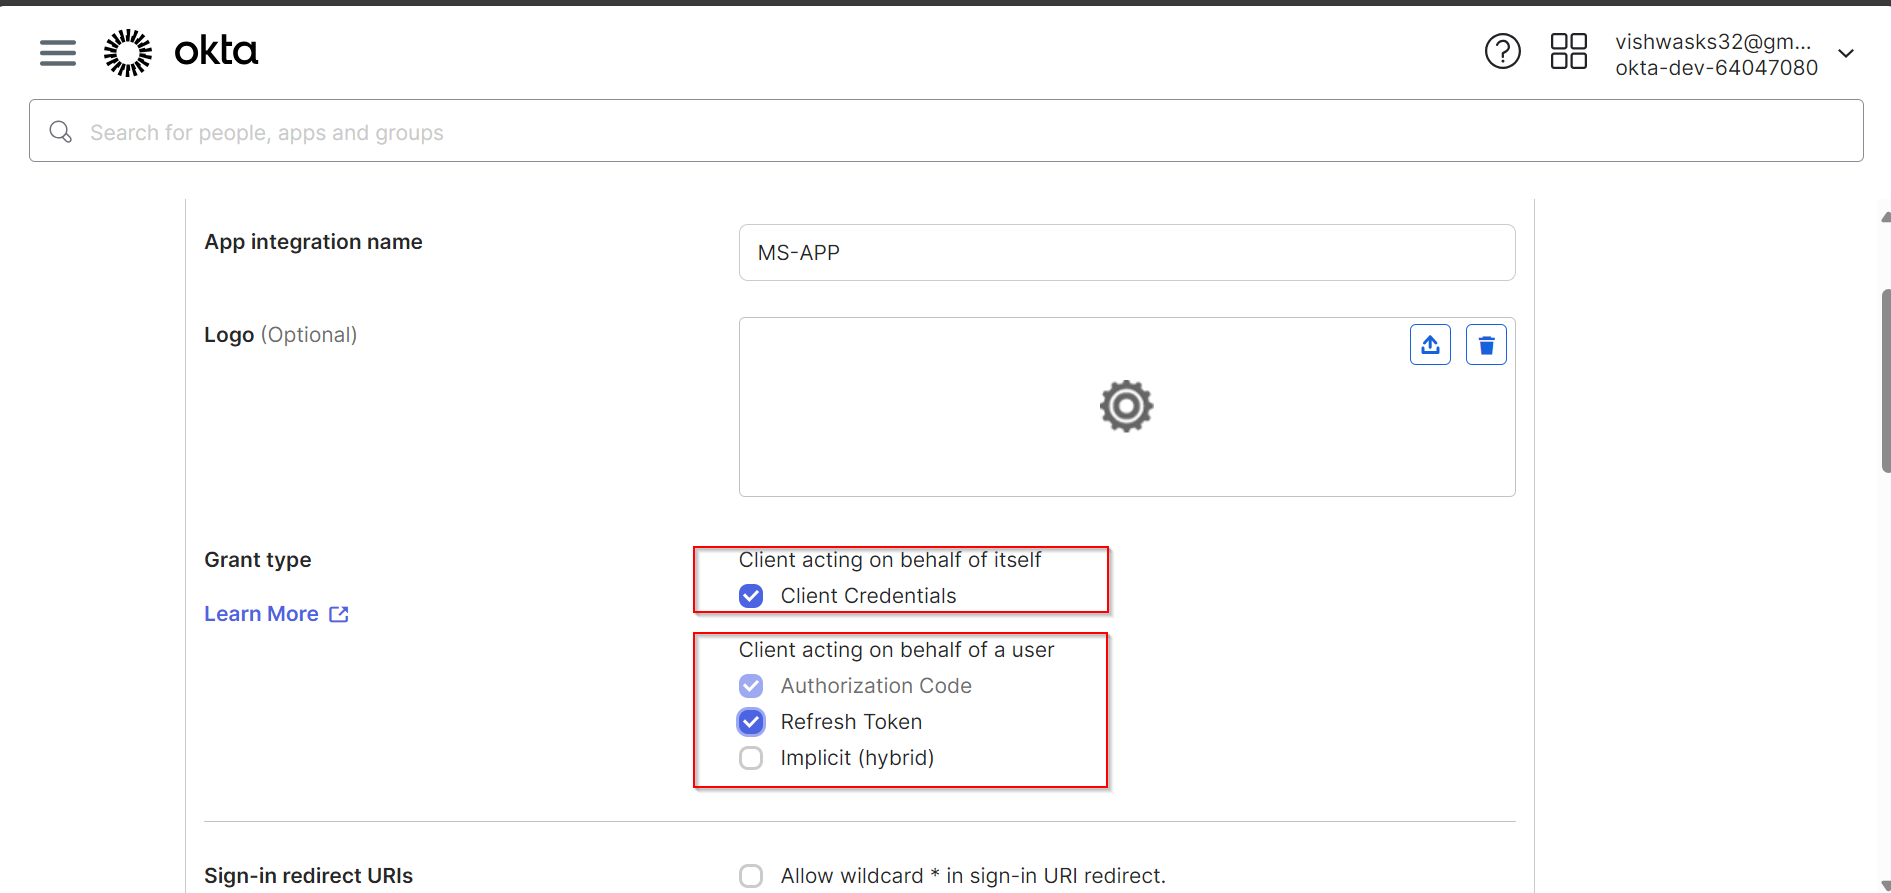 okta
vishwasks32@gm...
okta-dev-64047080
Search for people, apps and groups
App integration name
MS-APP
Logo (Optional)
Grant type
Client acting on behalf of itself
Client Credentials
Learn More
Client acting on behalf of a user
Authorization Code
Refresh Token
Implicit (hybrid)
Sign-in redirect URIs
Allow wildcard * in sign-in URI redirect.